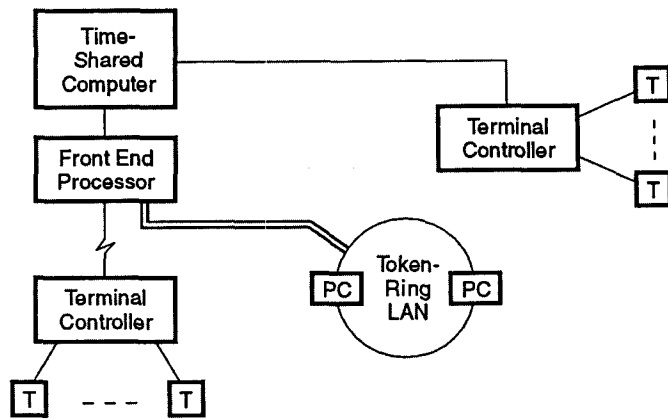 Time-
Shared
Computer
Front End
Processor
Terminal
Controller
T
T
Token-
Ring
LAN
PC
PC
Terminal
Controller
T
T